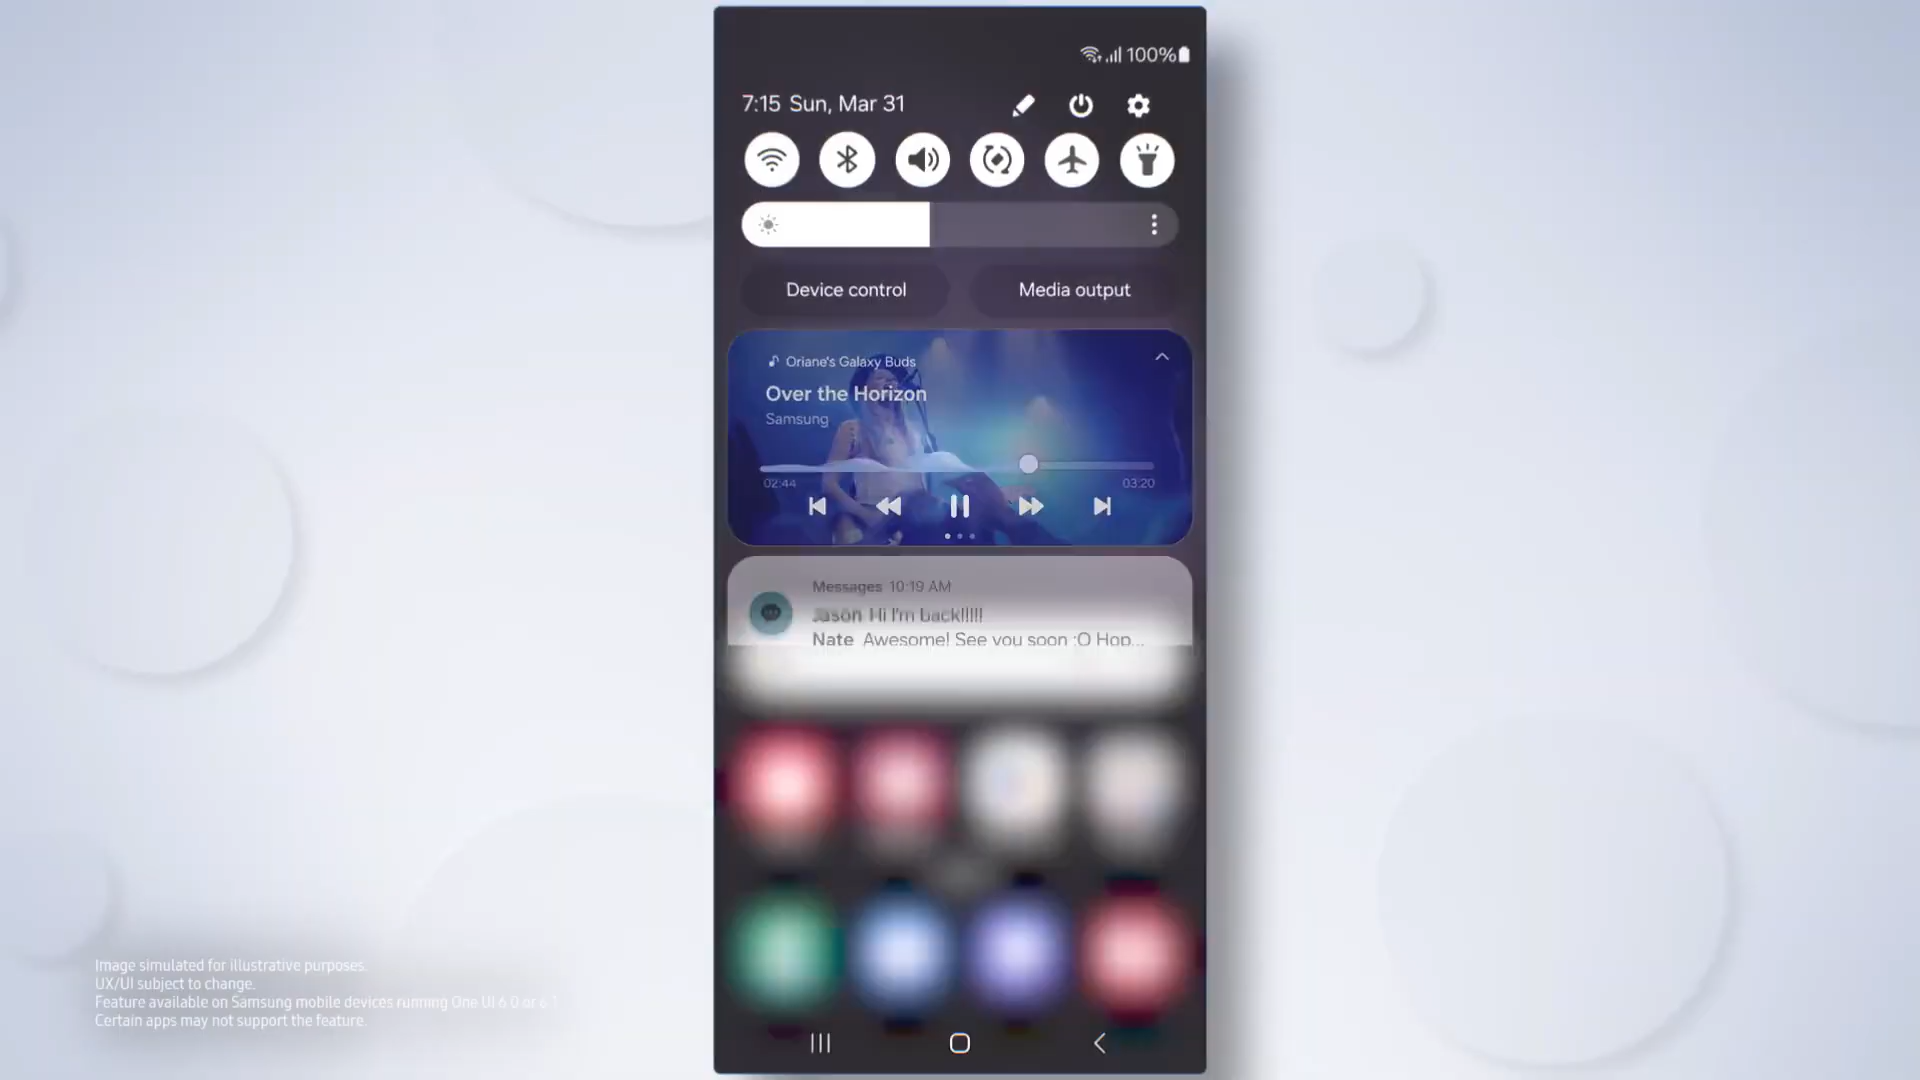 100%
7:15 Sun, Mar 31
Device control
Media output
Oriane's Galaxy Buds
Over the Horizon
Samsung
02:44
03:20
Messages 10:19 AM
Jason Hi I'm back!!!!!
Nate Awesome! See you soon :O Hop...
Image simulated for illustrative purposes.
UX/UI subject to change.
Feature available on Samsung mobile devices running One UI 6.0 or 6.1
Certain apps may not support the feature.